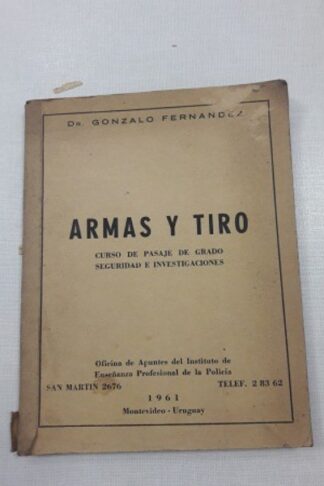 Dr. GONZALO FERNANDEZ
ARMAS Y TIRO
CURSO DE PASAJE DE GRADO
SEGURIDAD E INVESTIGACIONES
Oficina de Apuntes del Instituto de
Enseñanza Profesional de la Policía
SAN MARTIN 2676 TELEF. 2 83 62
1961
Montevideo - Uruguay